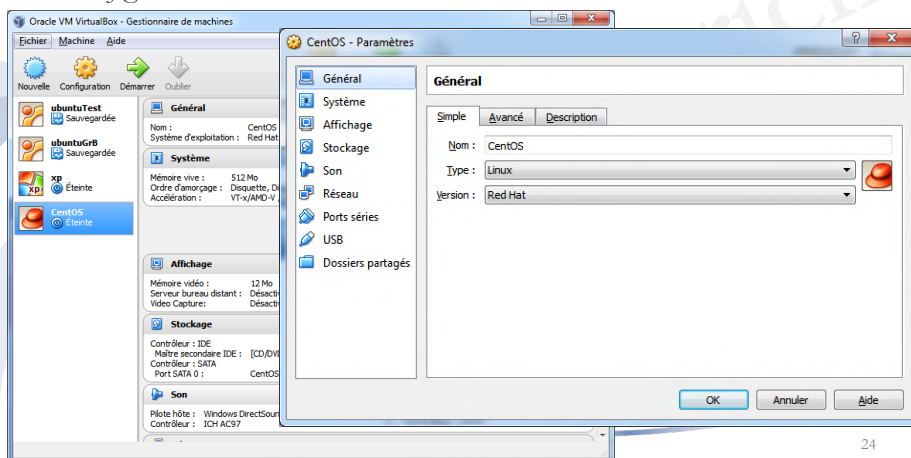 Oracle VM VirtualBox - Gestionnaire de machines
Fichier Machine Aide
Nouvelle Configuration Démarrer Oublier
ubuntuTest
Sauvegardée
ubuntuGrB
Sauvegardée
xp
Éteinte
CentOS
Éteinte
Général
Nom : CentOS
Système d'exploitation : Red Hat
Système
Mémoire vive : 512 Mo
Ordre d'amorçage : Disquette,
Accélération : VT-x/AMD-V ,
Affichage
Mémoire vidéo : 12 Mo
Serveur bureau distant :
Video Capture:
Stockage
Contrôleur : IDE
Maître secondaire IDE :
Contrôleur : SATA
Port SATA 0 : CentOS
Son
Pilote hôte : Windows
Contrôleur : ICH AC97
CentOS - Paramètres
Général
Système
Affichage
Stockage
Son
Réseau
Ports séries
USB
Dossiers partagés
Général
Simple Avancé Description
Nom : CentOS
Type : Linux
Version : Red Hat
OK Annuler Aide
24